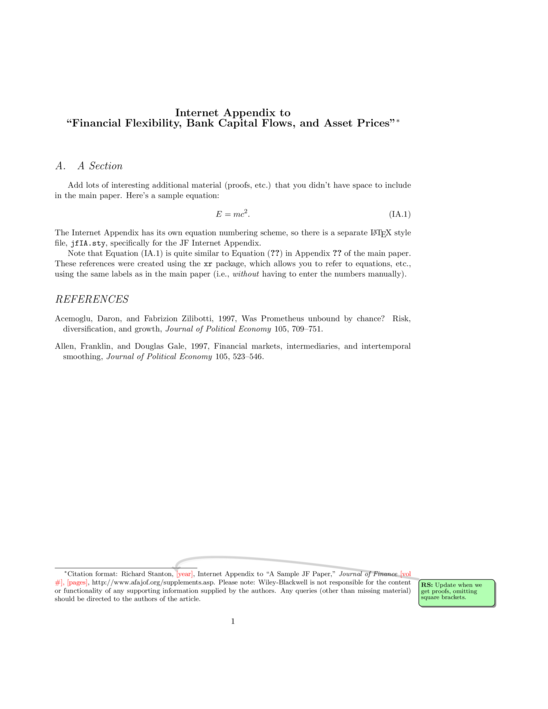 Internet Appendix to
“Financial Flexibility, Bank Capital Flows, and Asset Prices”*
A. A Section
Add lots of interesting additional material (proofs, etc.) that you didn’t have space to include
in the main paper. Here’s a sample equation:
E = mc². (IA.1)
The Internet Appendix has its own equation numbering scheme, so there is a separate LATEX style
file, jfIA.sty, specifically for the JF Internet Appendix.
Note that Equation (IA.1) is quite similar to Equation (??) in Appendix ?? of the main paper.
These references were created using the xr package, which allows you to refer to equations, etc.,
using the same labels as in the main paper (i.e., without having to enter the numbers manually).
REFERENCES
Acemoglu, Daron, and Fabrizion Zilibotti, 1997, Was Prometheus unbound by chance? Risk,
diversification, and growth, Journal of Political Economy 105, 709–751.
Allen, Franklin, and Douglas Gale, 1997, Financial markets, intermediaries, and intertemporal
smoothing, Journal of Political Economy 105, 523–546.
*Citation format: Richard Stanton, [year], Internet Appendix to “A Sample JF Paper,” Journal of Finance [vol
#], [pages], http://www.afajof.org/supplements.asp. Please note: Wiley-Blackwell is not responsible for the content
or functionality of any supporting information supplied by the authors. Any queries (other than missing material)
should be directed to the authors of the article.
RS: Update when we
get proofs, omitting
square brackets.
1